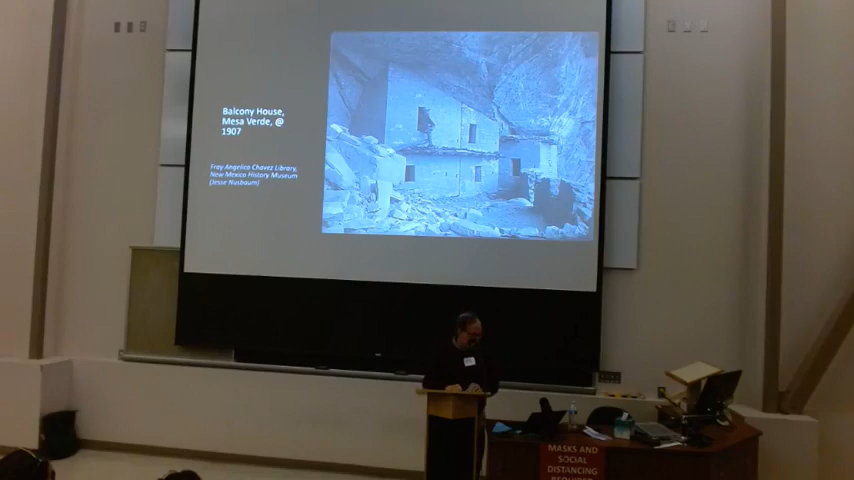 Balcony House,
Mesa Verde, @
1907
Fray Angelico Chavez Library,
New Mexico History Museum
(Jesse Nusbaum)
MASKS AND
SOCIAL
DISTANCING
REQUIRED